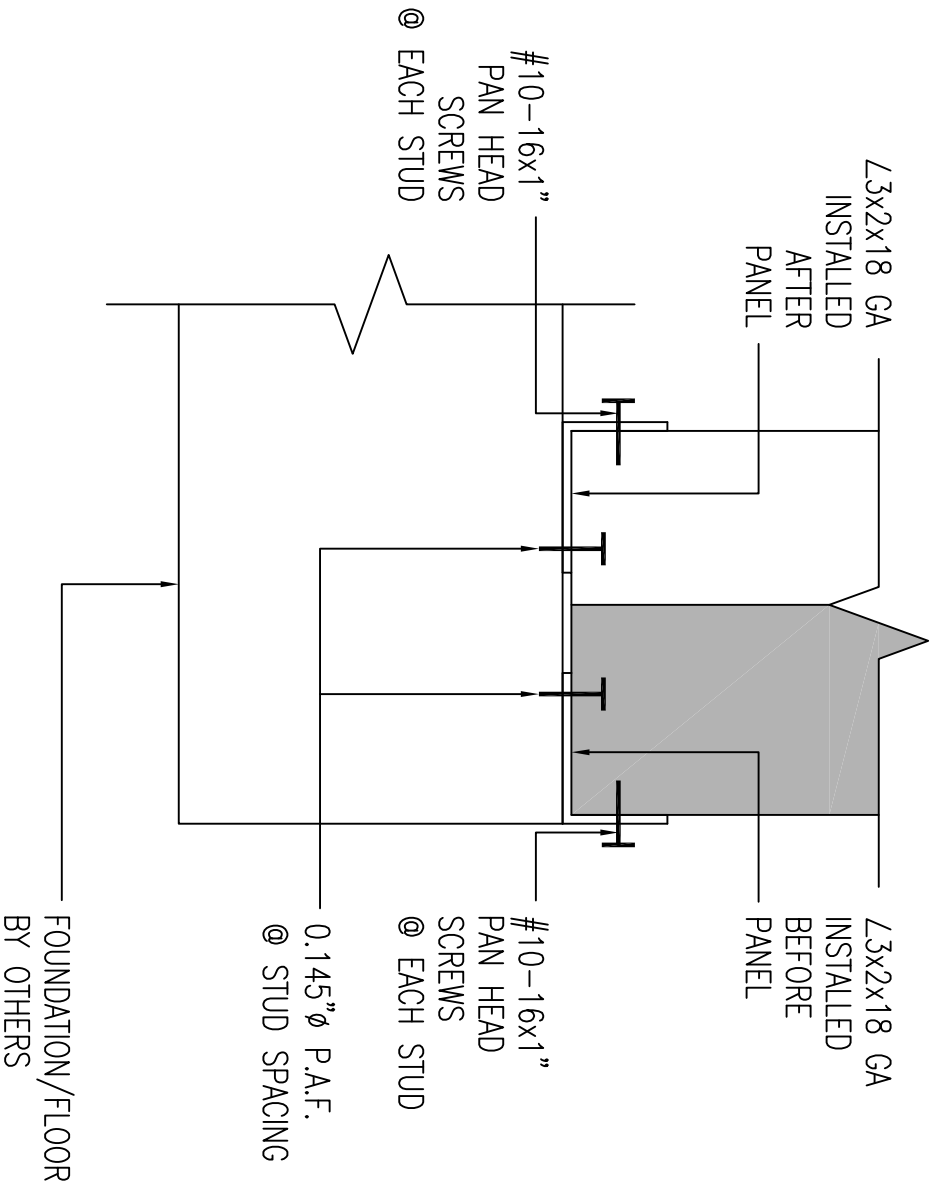 ∠3x2x18 GA
INSTALLED
AFTER
PANEL
#10-16x1"
PAN HEAD
SCREWS
@ EACH STUD
∠3x2x18 GA
INSTALLED
BEFORE
PANEL
#10-16x1"
PAN HEAD
SCREWS
@ EACH STUD
0.145"ø P.A.F.
@ STUD SPACING
FOUNDATION/FLOOR
BY OTHERS